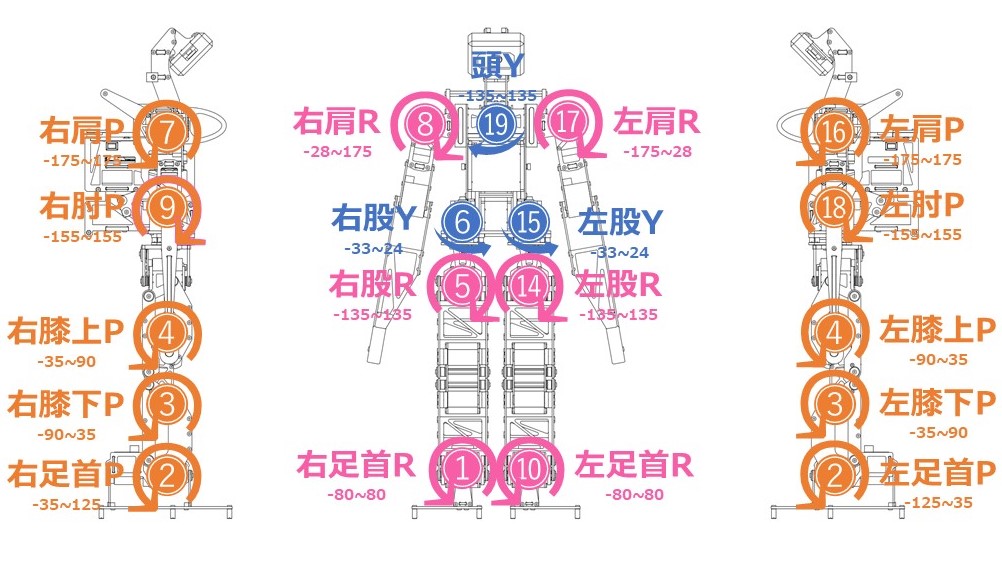 右肩P
-175~175
7
右肘P
-155~155
9
右膝上P
-35~90
4
右膝下P
-90~35
3
右足首P
-35~125
2
頭Y
-135~135
19
右肩R
-28~175
8
17
左肩R
-175~28
右股Y
-33~24
6
15
左股Y
-33~24
右股R
-135~135
5
14
左股R
-135~135
右足首R
-80~80
1
10
左足首R
-80~80
16
左肩P
-175~175
18
左肘P
-155~155
4
左膝上P
-90~35
3
左膝下P
-35~90
2
左足首P
-125~35